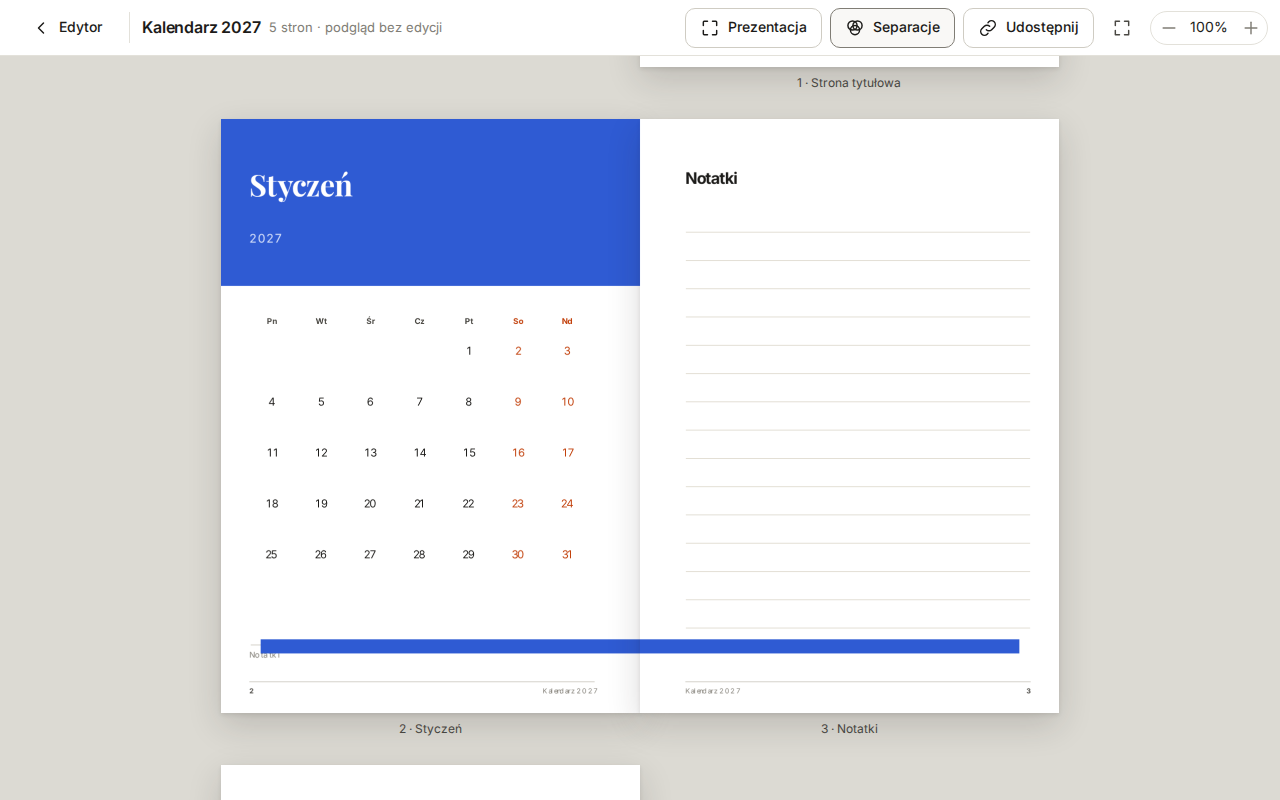 Edytor
Kalendarz 2027 5 stron · podgląd bez edycji
Prezentacja
Separacje
Udostępnij
100%
1 · Strona tytułowa
Styczeń
2027
Pn Wt Śr Cz Pt So Nd
1 2 3
4 5 6 7 8 9 10
11 12 13 14 15 16 17
18 19 20 21 22 23 24
25 26 27 28 29 30 31
Notatki
2 Kalendarz 2027
Notatki
Kalendarz 2027 3
2 · Styczeń
3 · Notatki